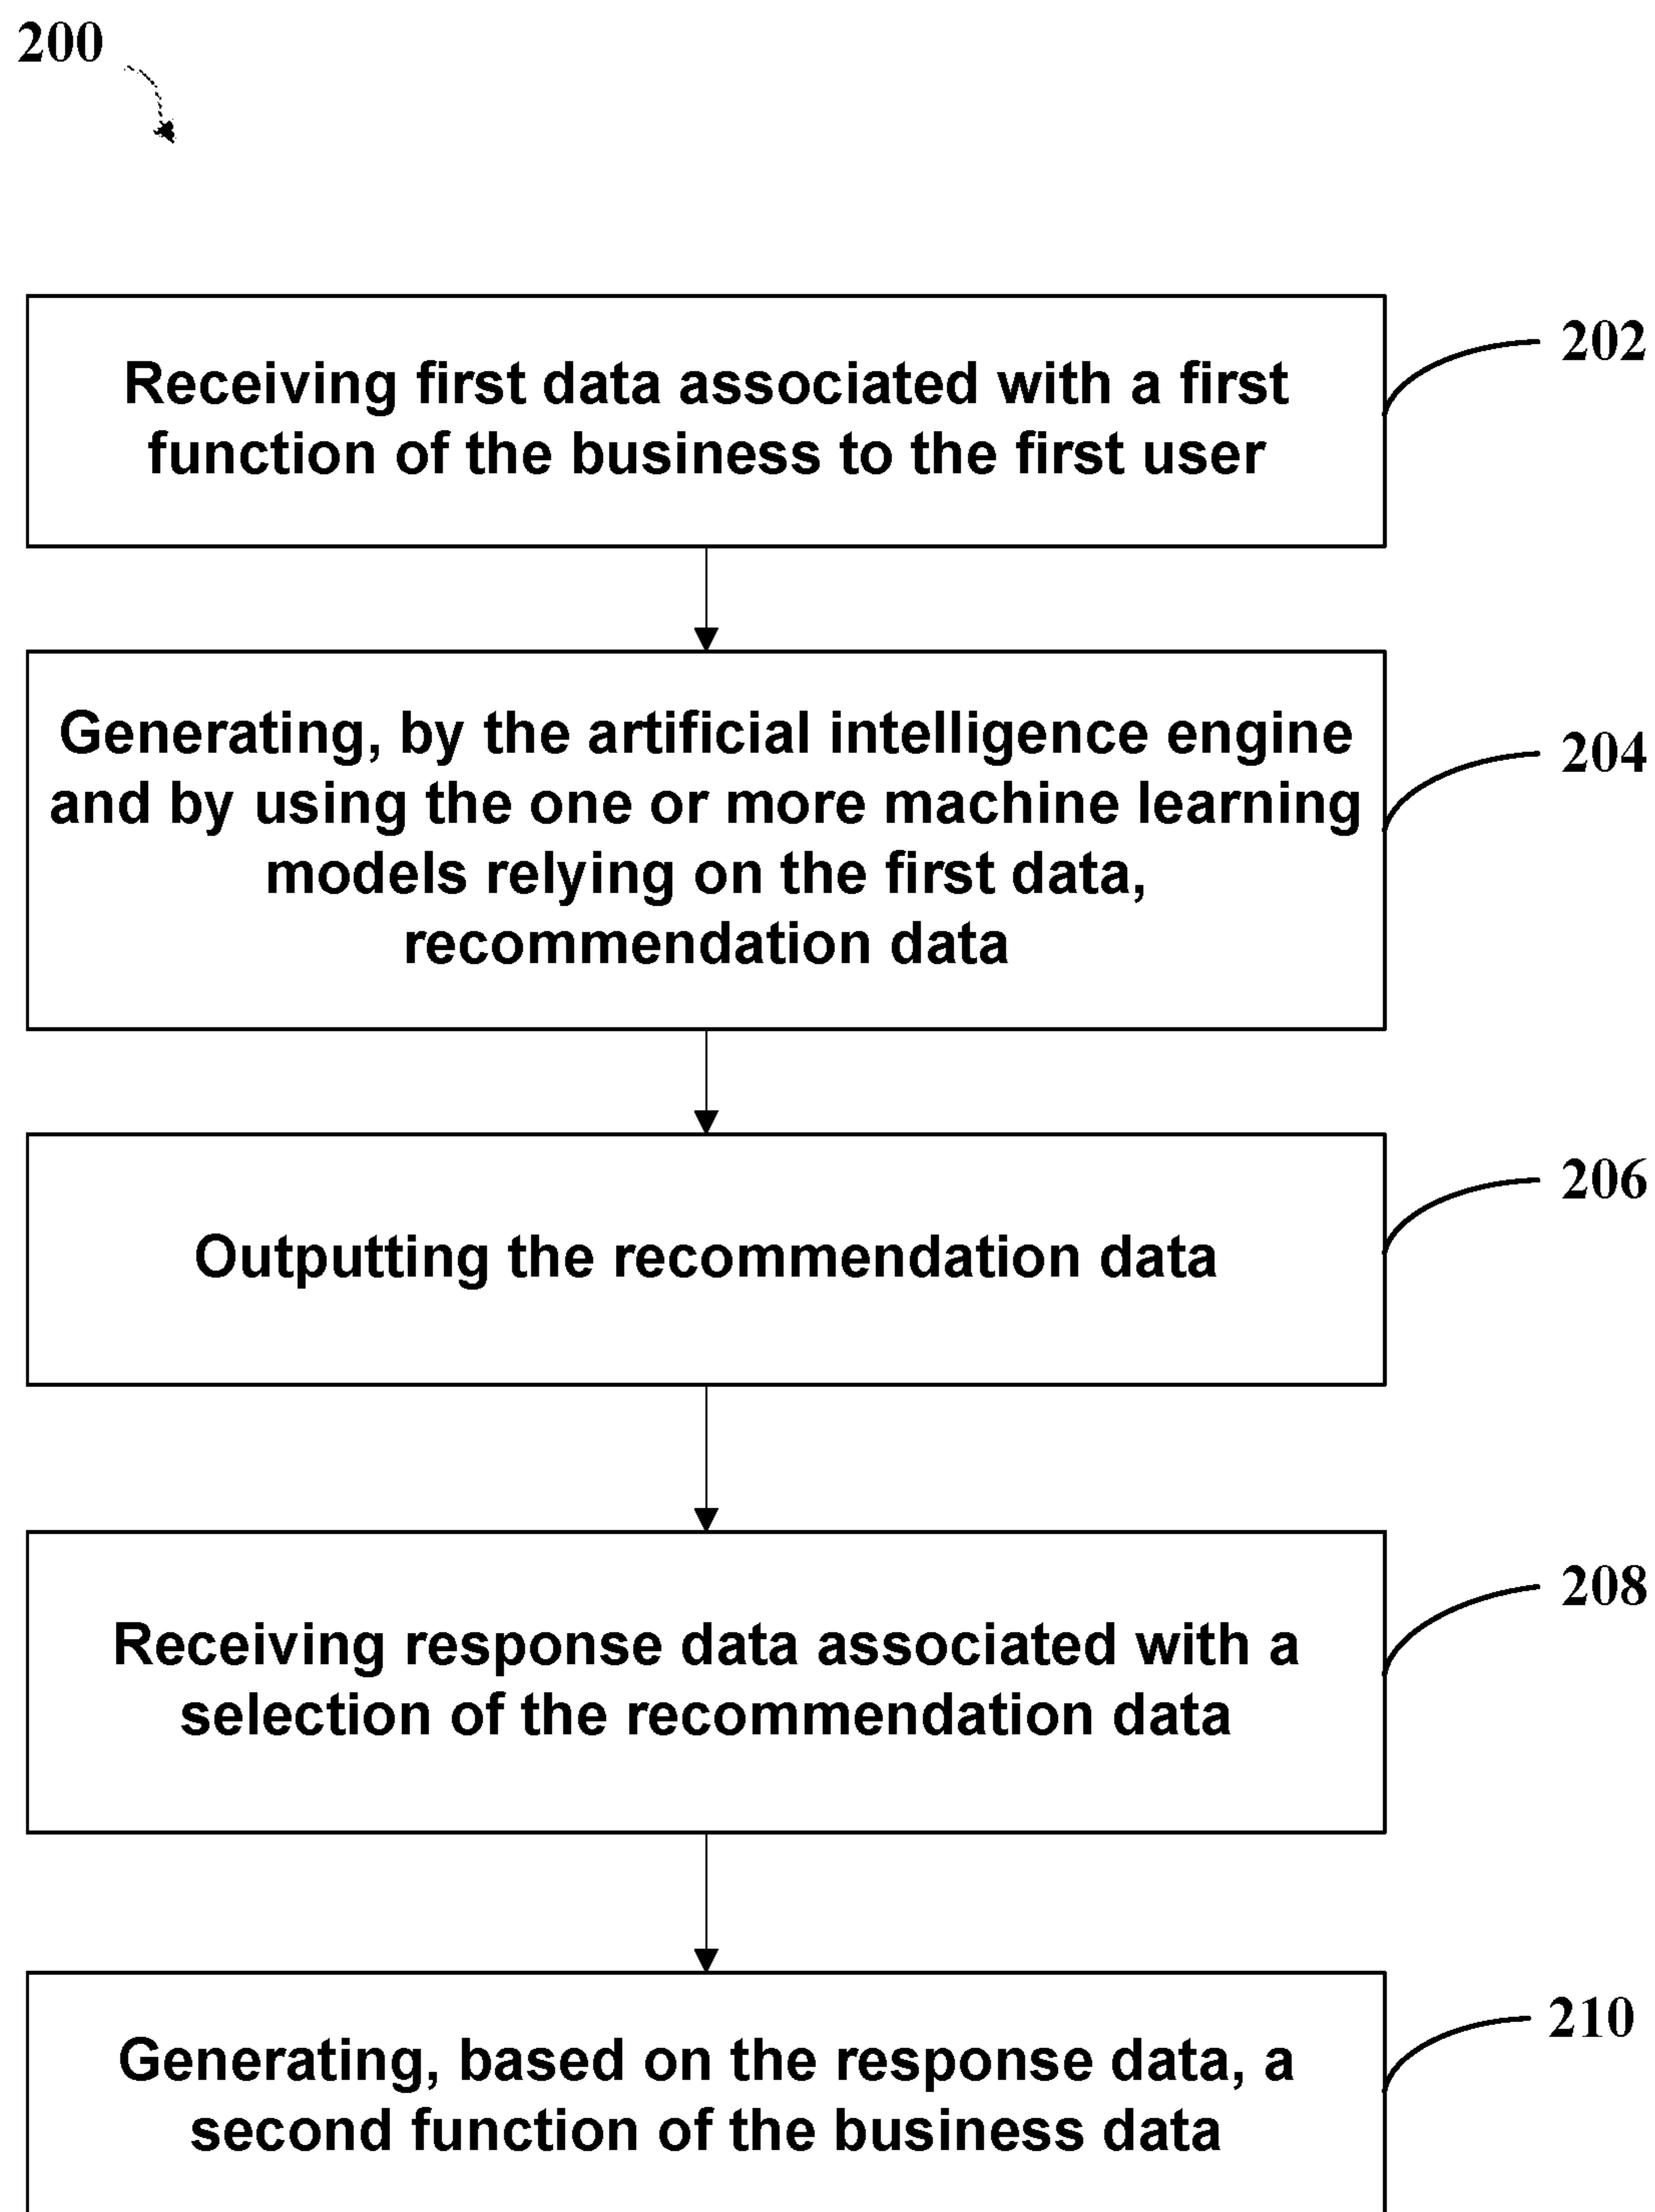 200
Receiving first data associated with a first
function of the business to the first user
202
Generating, by the artificial intelligence engine
and by using the one or more machine learning
models relying on the first data,
recommendation data
204
Outputting the recommendation data
206
Receiving response data associated with a
selection of the recommendation data
208
Generating, based on the response data, a
second function of the business data
210